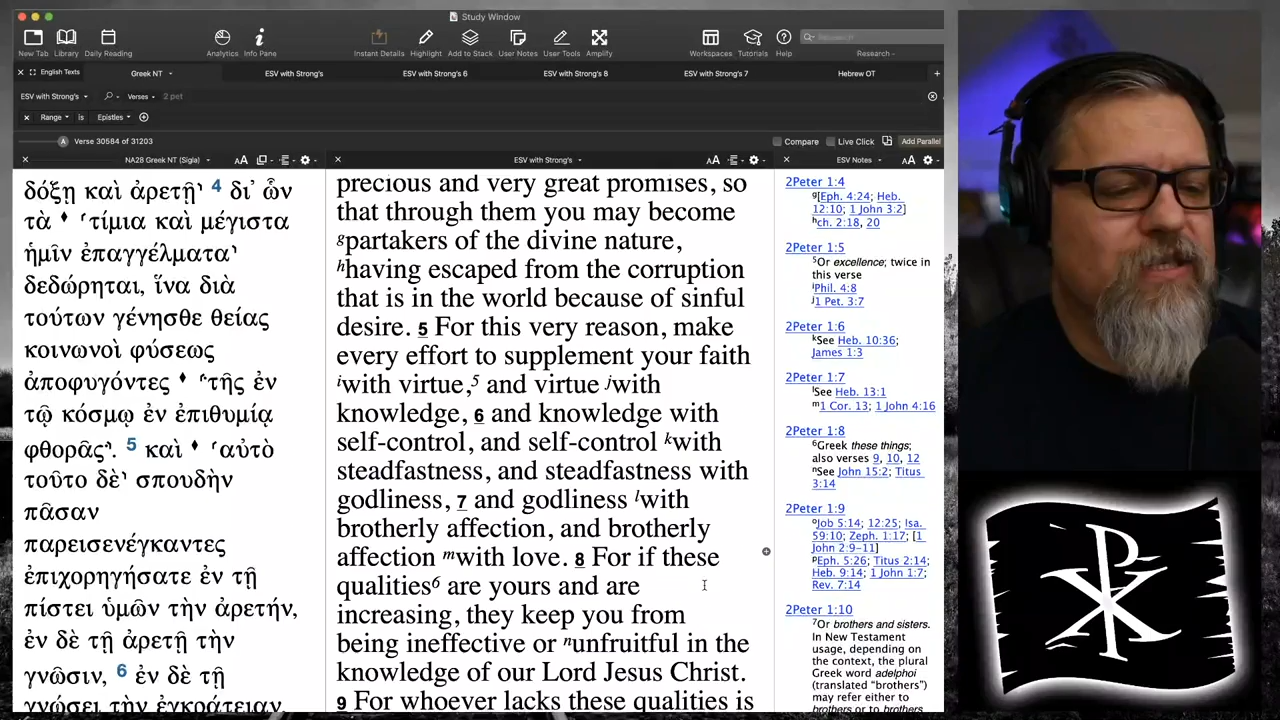 Study Window
New Tab Library Daily Reading Analytics Info Pane Instant Details Highlight Add to Stack User Notes User Tools Amplify Workspaces Tutorials Help Research
English Texts Greek NT ESV with Strong's ESV with Strong's 6 ESV with Strong's 8 ESV with Strong's 7 Hebrew OT +
ESV with Strong's Verses 2 pet
Range is Epistles
A Verse 30584 of 31203 Compare Live Click Add Parallel
NA28 Greek NT (Sigla)
δόξῃ καὶ ἀρετῇ⸃ 4 δι᾽ ὧν
τὰ ⬧ ⸂τίμια καὶ μέγιστα
ἡμῖν ἐπαγγέλματα⸃
δεδώρηται, ἵνα διὰ
τούτων γένησθε θείας
κοινωνοὶ φύσεως
ἀποφυγόντες ⬧ ⸂τῆς ἐν
τῷ κόσμῳ ἐν ἐπιθυμίᾳ
φθορᾶς⸃. 5 καὶ ⬧ ⸂αὐτὸ
τοῦτο δὲ⸃ σπουδὴν
πᾶσαν
παρεισενέγκαντες
ἐπιχορηγήσατε ἐν τῇ
πίστει ὑμῶν τὴν ἀρετήν,
ἐν δὲ τῇ ἀρετῇ τὴν
γνῶσιν, 6 ἐν δὲ τῇ
γνώσει τὴν ἐγκράτειαν,
ESV with Strong's
precious and very great promises, so
that through them you may become
gpartakers of the divine nature,
hhaving escaped from the corruption
that is in the world because of sinful
desire. 5 For this very reason, make
every effort to supplement your faith
iwith virtue,5 and virtue jwith
knowledge, 6 and knowledge with
self-control, and self-control kwith
steadfastness, and steadfastness with
godliness, 7 and godliness lwith
brotherly affection, and brotherly
affection mwith love. 8 For if these
qualities6 are yours and are
increasing, they keep you from
being ineffective or nunfruitful in the
knowledge of our Lord Jesus Christ.
9 For whoever lacks these qualities is
ESV Notes
2Peter 1:4
g[Eph. 4:24; Heb.
12:10; 1 John 3:2]
hch. 2:18, 20
2Peter 1:5
5Or excellence; twice in
this verse
iPhil. 4:8
j1 Pet. 3:7
2Peter 1:6
kSee Heb. 10:36;
James 1:3
2Peter 1:7
lSee Heb. 13:1
m1 Cor. 13; 1 John 4:16
2Peter 1:8
6Greek these things;
also verses 9, 10, 12
nSee John 15:2; Titus
3:14
2Peter 1:9
oJob 5:14; 12:25; Isa.
59:10; Zeph. 1:17; [1
John 2:9-11]
pEph. 5:26; Titus 2:14;
Heb. 9:14; 1 John 1:7;
Rev. 7:14
2Peter 1:10
7Or brothers and sisters.
In New Testament
usage, depending on
the context, the plural
Greek word adelphoi
(translated “brothers”)
may refer either to
brothers or to brothers